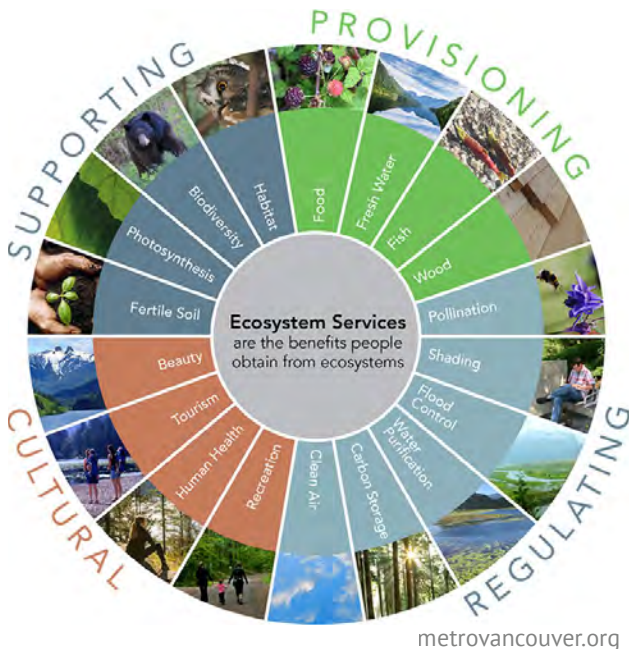 SUPPORTING
PROVISIONING
Habitat
Food
Fresh Water
Fish
Wood
Biodiversity
Photosynthesis
Fertile Soil
Pollination
Shading
Flood
Control
Water
Purification
Carbon Storage
Clean Air
Recreation
Human Health
Tourism
Beauty
Ecosystem Services
are the benefits people
obtain from ecosystems
CULTURAL
REGULATING
metrovancouver.org